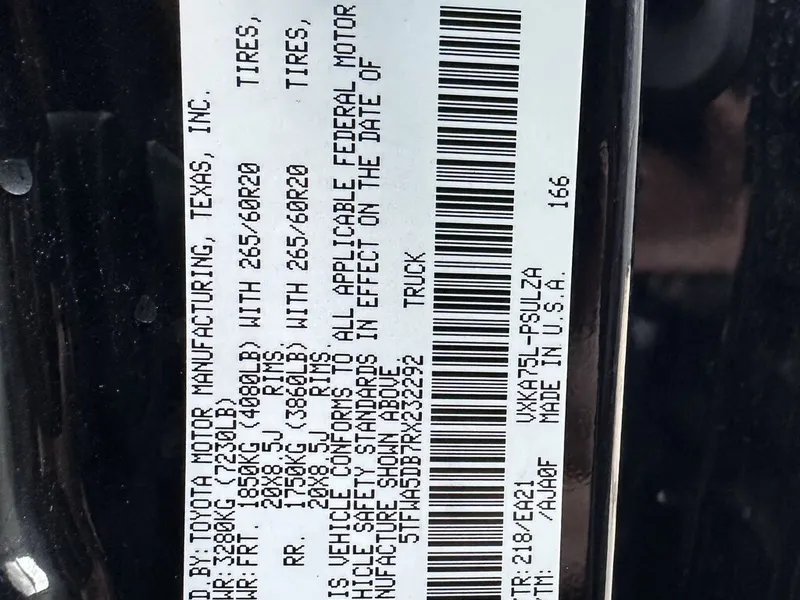 D.BY:TOYOTA MOTOR MANUFACTURING, TEXAS, INC.
WR:3280KG (7230LB)
WR:FRT. 1850KG (4080LB) WITH 265/60R20 TIRES,
20X8.5J RIMS.
RR. 1750KG (3860LB) WITH 265/60R20 TIRES,
20X8.5J RIMS.
IS VEHICLE CONFORMS TO ALL APPLICABLE FEDERAL MOTOR
HICLE SAFETY STANDARDS IN EFFECT ON THE DATE OF
NUFACTURE SHOWN ABOVE.
5TFWA5DB7RX232292 TRUCK
/TR:218/EA21 VXKA75L-PSULZA
/TM: /AJA0F MADE IN U.S.A. 166